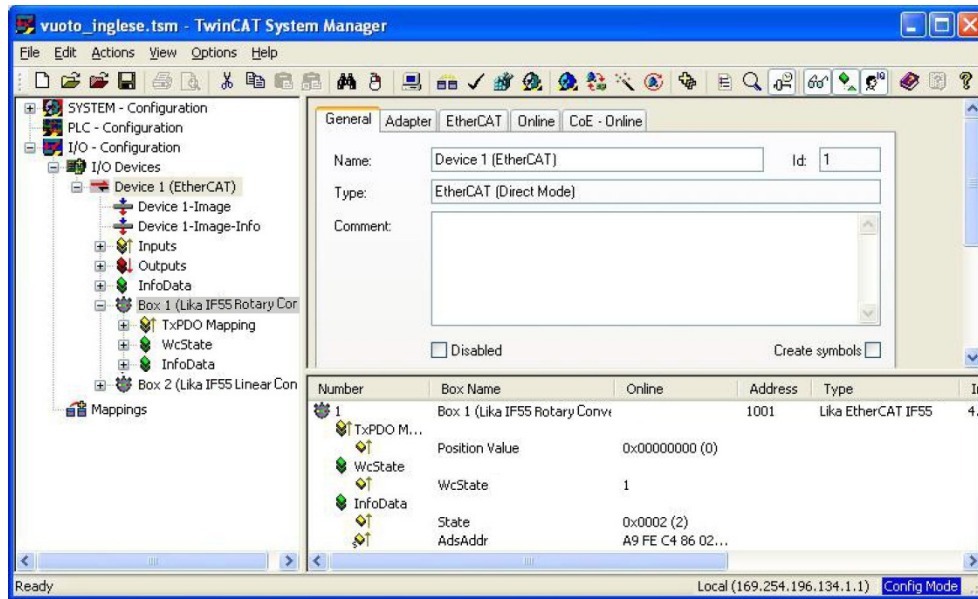 vuoto_inglese.tsm - TwinCAT System Manager
File Edit Actions View Options Help
SYSTEM - Configuration
PLC - Configuration
I/O - Configuration
I/O Devices
Device 1 (EtherCAT)
Device 1-Image
Device 1-Image-Info
Inputs
Outputs
InfoData
Box 1 (Lika IF55 Rotary Cor
TxPDO Mapping
WcState
InfoData
Box 2 (Lika IF55 Linear Con
Mappings
General Adapter EtherCAT Online CoE - Online
Name: Device 1 (EtherCAT) Id: 1
Type: EtherCAT (Direct Mode)
Comment:
Disabled Create symbols
Number Box Name Online Address Type
1 Box 1 (Lika IF55 Rotary Conve 1001 Lika EtherCAT IF55 4.
TxPDO M...
Position Value 0x00000000 (0)
WcState
WcState 1
InfoData
State 0x0002 (2)
AdsAddr A9 FE C4 86 02...
Ready Local (169.254.196.134.1.1) Config Mode